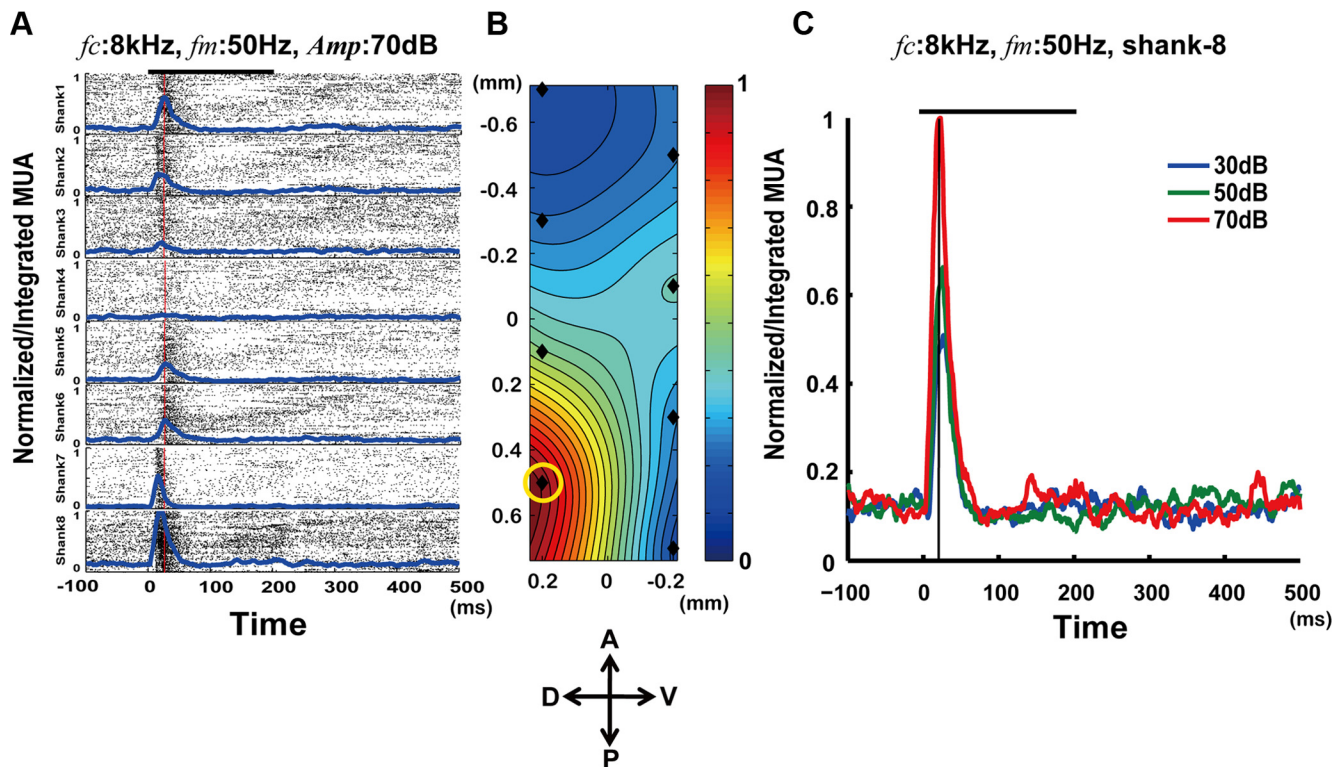 A
fc:8kHz, fm:50Hz, Amp:70dB
Normalized/Integrated MUA
1
Shank1
0
1
Shank2
0
1
Shank3
0
1
Shank4
0
1
Shank5
0
1
Shank6
0
1
Shank7
0
1
Shank8
0
-100 0 100 200 300 400 500
(ms)
Time
B
(mm)
-0.6
-0.4
-0.2
0
0.2
0.4
0.6
0.2 0 -0.2
(mm)
1
0
A
D V
P
C
fc:8kHz, fm:50Hz, shank-8
Normalized/Integrated MUA
1
0.8
0.6
0.4
0.2
0
30dB
50dB
70dB
−100 0 100 200 300 400 500
(ms)
Time